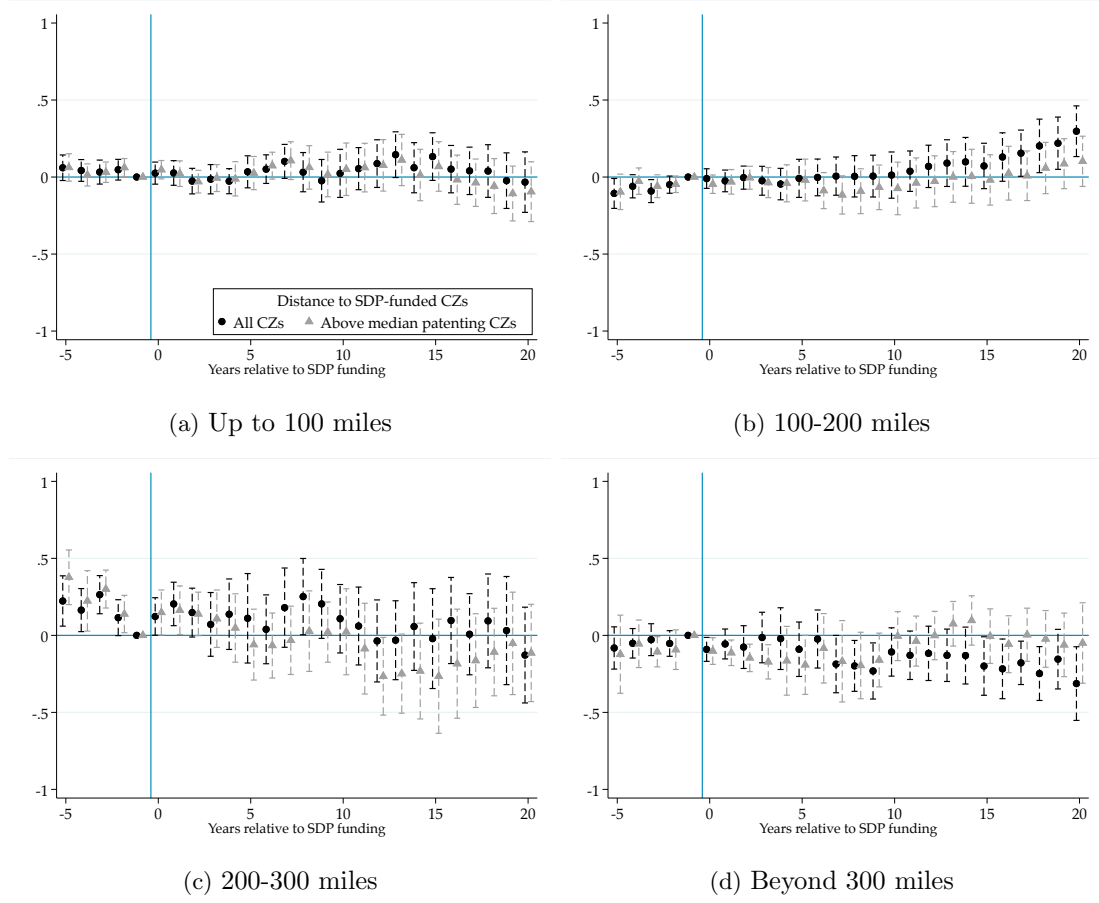 1
.5
0
-.5
-1
Distance to SDP-funded CZs
All CZs Above median patenting CZs
-5 0 5 10 15 20
Years relative to SDP funding
(a) Up to 100 miles
1
.5
0
-.5
-1
-5 0 5 10 15 20
Years relative to SDP funding
(b) 100-200 miles
1
.5
0
-.5
-1
-5 0 5 10 15 20
Years relative to SDP funding
(c) 200-300 miles
1
.5
0
-.5
-1
-5 0 5 10 15 20
Years relative to SDP funding
(d) Beyond 300 miles